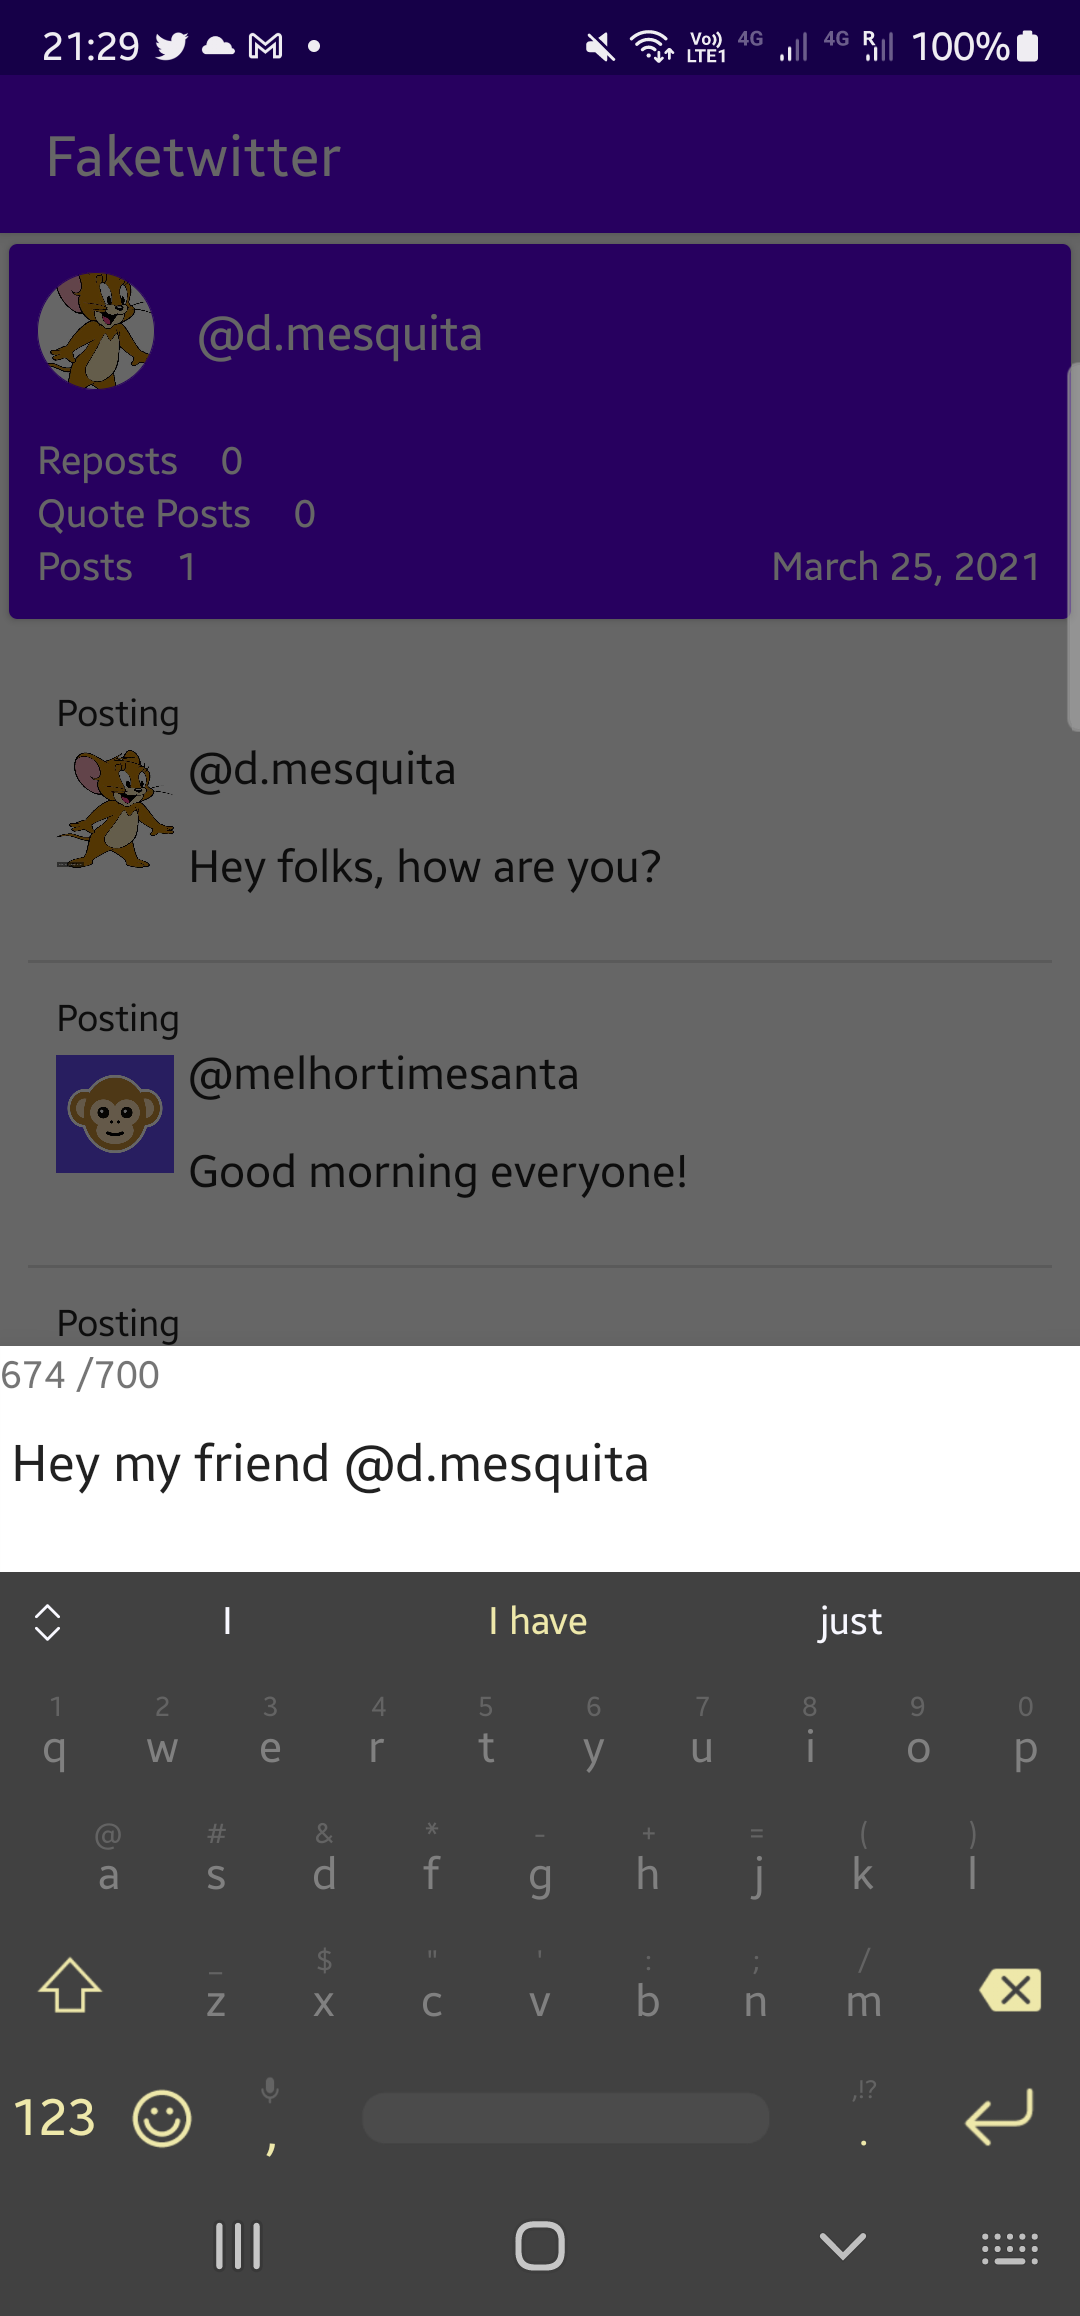 21:29 Vo)) LTE1 4G 4G R 100%
Faketwitter
@d.mesquita
Reposts 0
Quote Posts 0
Posts 1 March 25, 2021
Posting
@d.mesquita
Hey folks, how are you?
Posting
@melhortimesanta
Good morning everyone!
Posting
674 /700
Hey my friend @d.mesquita
I I have just
1 2 3 4 5 6 7 8 9 0
q w e r t y u i o p
@ # & * - + = ( )
a s d f g h j k l
_ $ " ' : ; /
z x c v b n m
,!?
123 , .